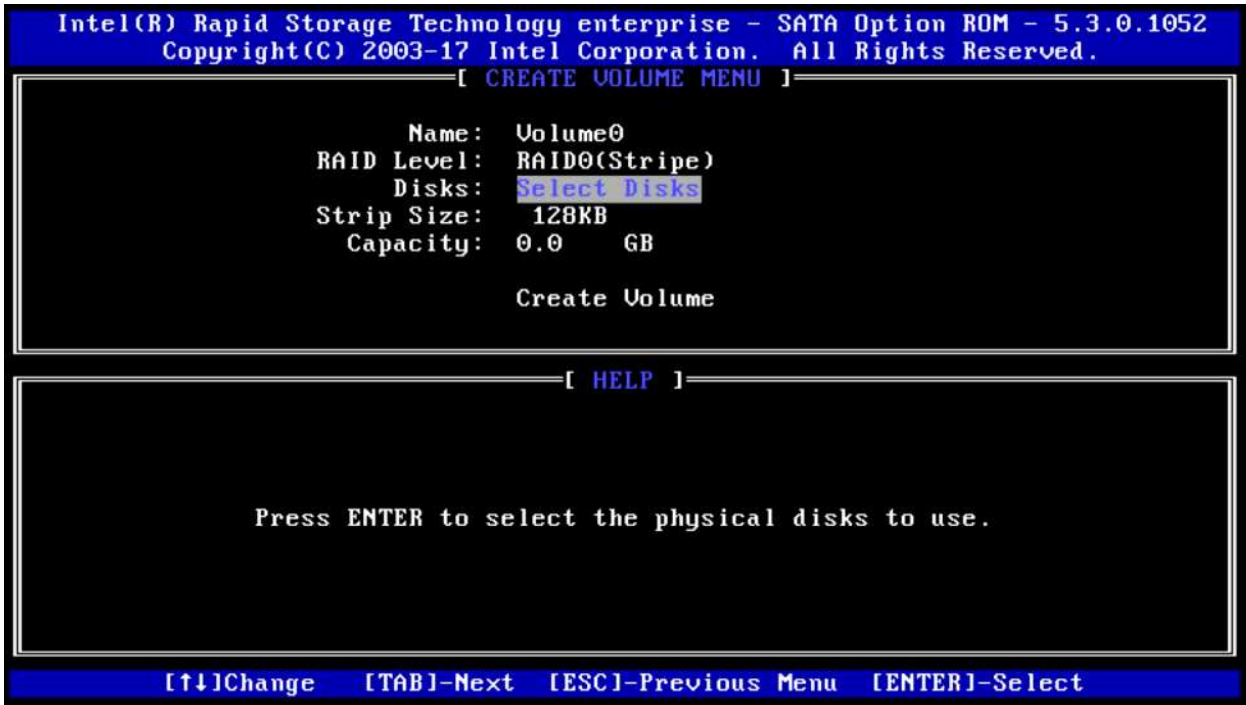 Intel(R) Rapid Storage Technology enterprise - SATA Option ROM - 5.3.0.1052
Copyright(C) 2003-17 Intel Corporation. All Rights Reserved.
[ CREATE VOLUME MENU ]
Name: Volume0
RAID Level: RAID0(Stripe)
Disks: Select Disks
Strip Size: 128KB
Capacity: 0.0 GB
Create Volume
[ HELP ]
Press ENTER to select the physical disks to use.
[↑↓]Change [TAB]-Next [ESC]-Previous Menu [ENTER]-Select